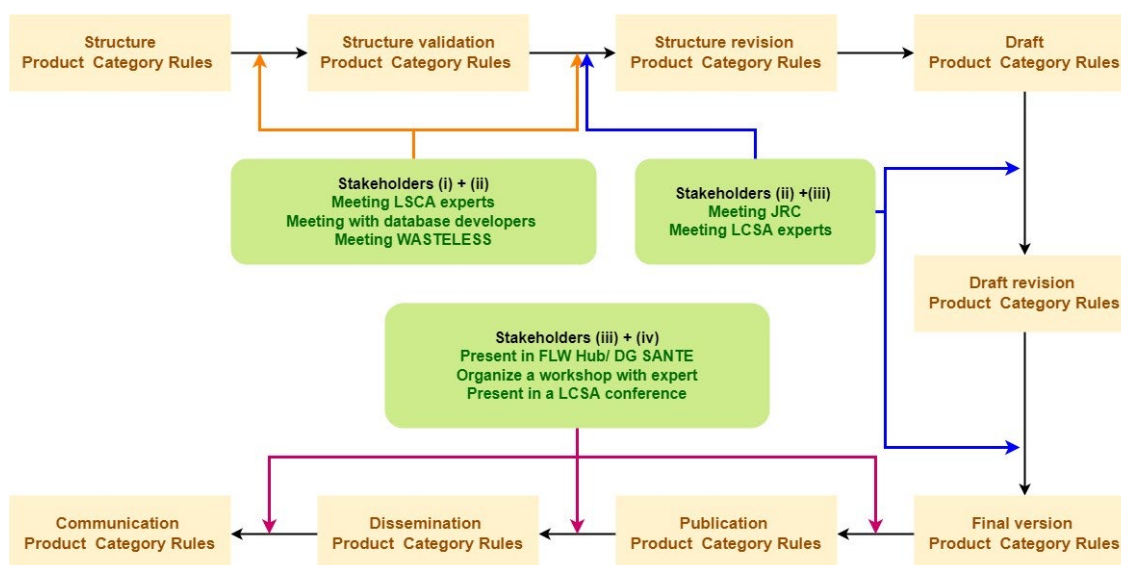 Structure
Product Category Rules
Structure validation
Product Category Rules
Structure revision
Product Category Rules
Draft
Product Category Rules
Stakeholders (i) + (ii)
Meeting LSCA experts
Meeting with database developers
Meeting WASTELESS
Stakeholders (ii) +(iii)
Meeting JRC
Meeting LCSA experts
Draft revision
Product Category Rules
Stakeholders (iii) + (iv)
Present in FLW Hub/ DG SANTE
Organize a workshop with expert
Present in a LCSA conference
Communication
Product Category Rules
Dissemination
Product Category Rules
Publication
Product Category Rules
Final version
Product Category Rules